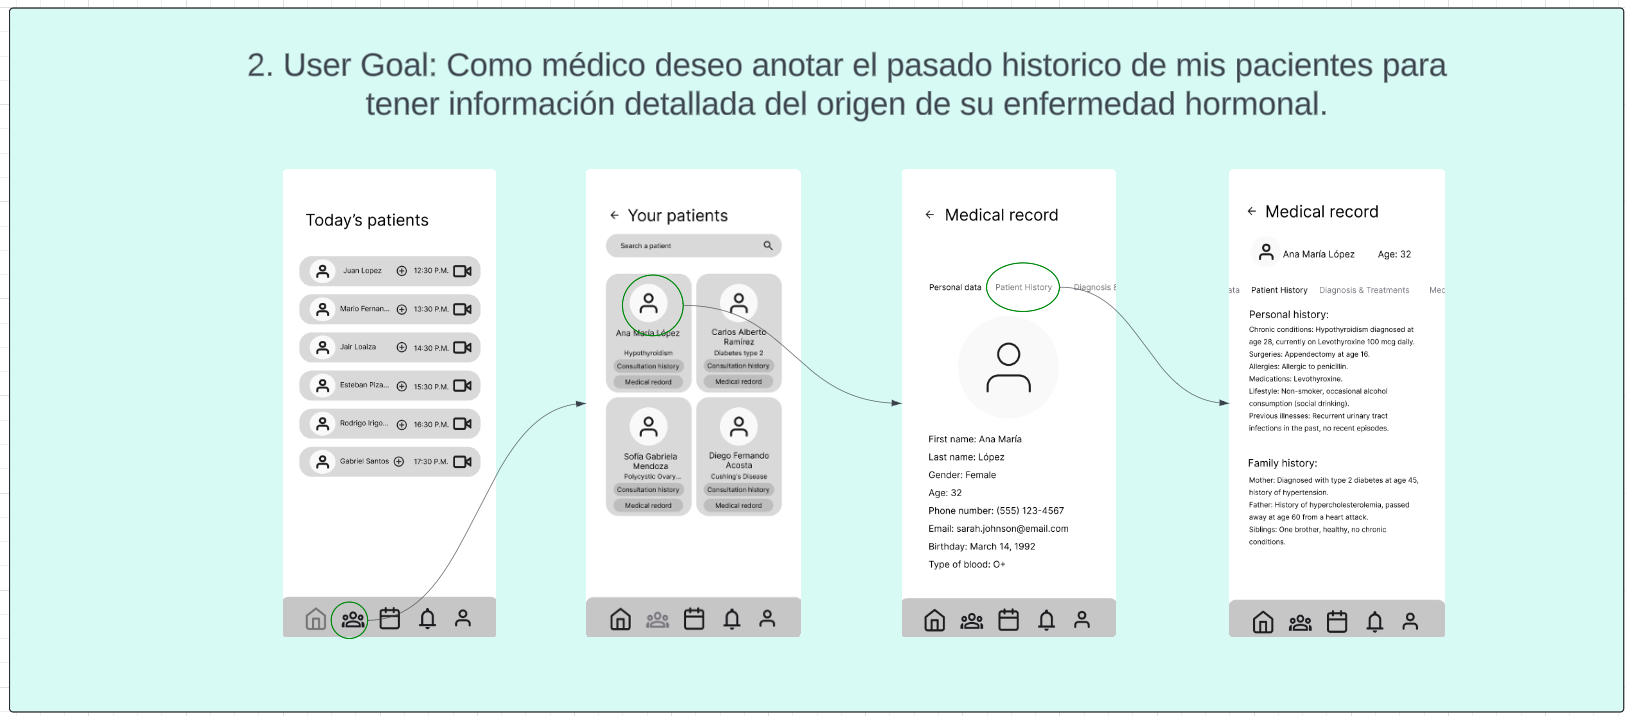 2. User Goal: Como médico deseo anotar el pasado historico de mis pacientes para
tener información detallada del origen de su enfermedad hormonal.
Today's patients
Juan Lopez 12:30 P.M.
Mario Fernan... 13:30 P.M.
Jair Loaiza 14:30 P.M.
Esteban Piza... 15:30 P.M.
Rodrigo Irigo... 16:30 P.M.
Gabriel Santos 17:30 P.M.
Your patients
Search a patient
Ana María López
Hypothyroidism
Consultation history
Medical redord
Carlos Alberto
Ramírez
Diabetes type 2
Consultation history
Medical redord
Sofía Gabriela
Mendoza
Polycystic Ovary...
Consultation history
Medical redord
Diego Fernando
Acosta
Cushing's Disease
Consultation history
Medical redord
Medical record
Personal data Patient History Diagnosis &
First name: Ana María
Last name: López
Gender: Female
Age: 32
Phone number: (555) 123-4567
Email: sarah.johnson@email.com
Birthday: March 14, 1992
Type of blood: O+
Medical record
Ana María López Age: 32
ata Patient History Diagnosis & Treatments Med
Personal history:
Chronic conditions: Hypothyroidism diagnosed at
age 28, currently on Levothyroxine 100 mcg daily.
Surgeries: Appendectomy at age 16.
Allergies: Allergic to penicillin.
Medications: Levothyroxine.
Lifestyle: Non-smoker, occasional alcohol
consumption (social drinking).
Previous illnesses: Recurrent urinary tract
infections in the past, no recent episodes.
Family history:
Mother: Diagnosed with type 2 diabetes at age 45,
history of hypertension.
Father: History of hypercholesterolemia, passed
away at age 60 from a heart attack.
Siblings: One brother, healthy, no chronic
conditions.